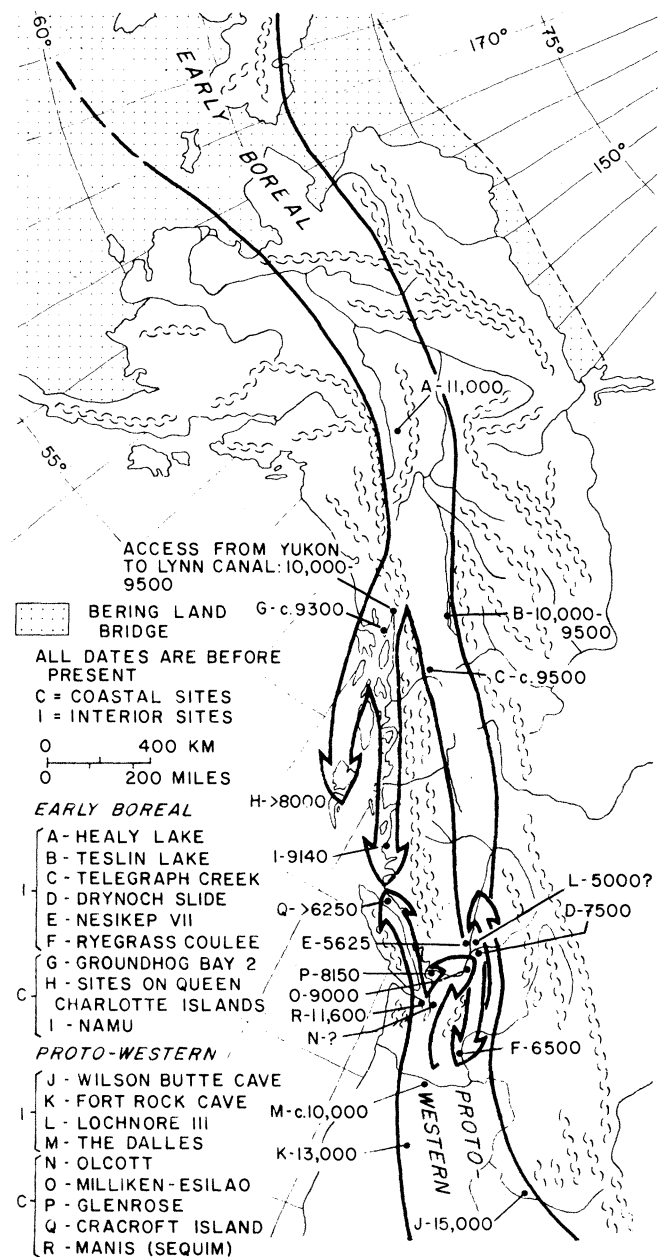 60°
170°
75°
150°
EARLY
BOREAL
A-11,000
55°
ACCESS FROM YUKON
TO LYNN CANAL: 10,000-
9500
G-c.9300
B-10,000-
9500
C-c.9500
BERING LAND
BRIDGE
ALL DATES ARE BEFORE
PRESENT
C = COASTAL SITES
I = INTERIOR SITES
0 400 KM
0 200 MILES
H->8000
I-9140
L-5000?
D-7500
Q->6250
E-5625
P-8150
O-9000
R-11,600
N-?
F-6500
M-c.10,000
WESTERN
PROTO-
K-13,000
J-15,000
EARLY BOREAL
I
A-HEALY LAKE
B-TESLIN LAKE
C-TELEGRAPH CREEK
D-DRYNOCH SLIDE
E-NESIKEP VII
F-RYEGRASS COULEE
C
G-GROUNDHOG BAY 2
H-SITES ON QUEEN
CHARLOTTE ISLANDS
I-NAMU
PROTO-WESTERN
I
J-WILSON BUTTE CAVE
K-FORT ROCK CAVE
L-LOCHNORE III
M-THE DALLES
C
N-OLCOTT
O-MILLIKEN-ESILAO
P-GLENROSE
Q-CRACROFT ISLAND
R-MANIS (SEQUIM)